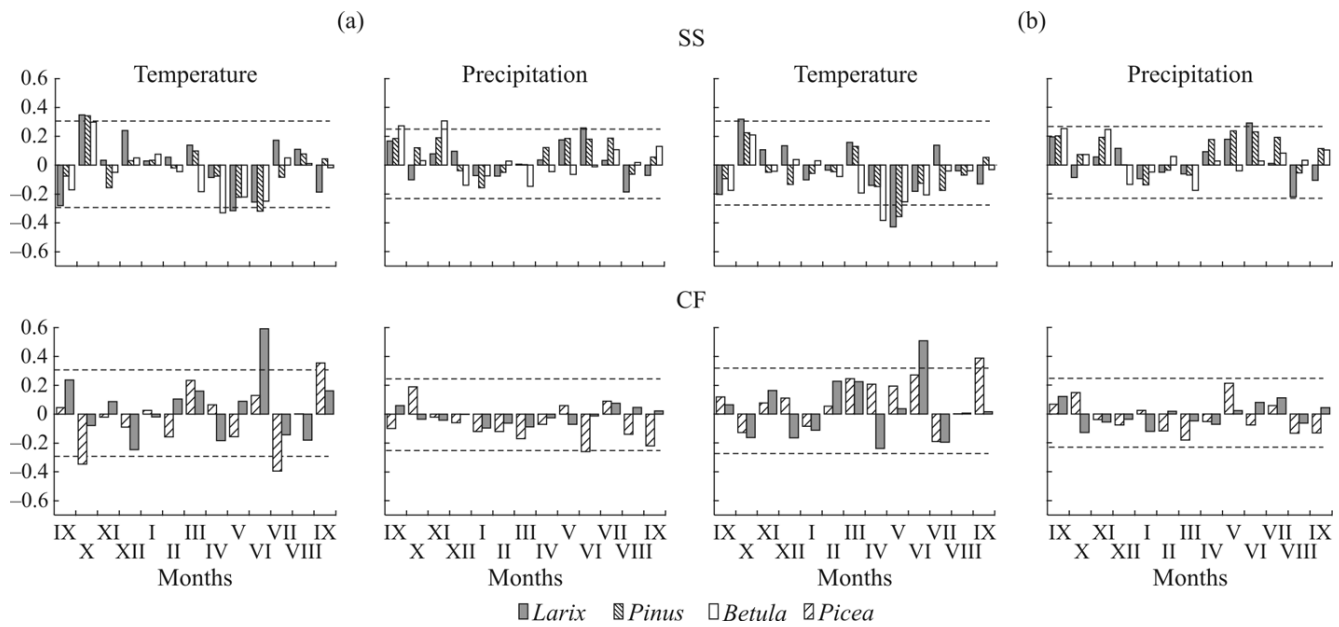 (a) (b)
SS
Temperature Precipitation Temperature Precipitation
0.6
0.4
0.2
0
–0.2
–0.4
–0.6
CF
0.6
0.4
0.2
0
–0.2
–0.4
–0.6
IX XI I III V VII IX IX XI I III V VII IX IX XI I III V VII IX IX XI I III V VII IX
X XII II IV VI VIII X XII II IV VI VIII X XII II IV VI VIII X XII II IV VI VIII
Months Months Months Months
Larix Pinus Betula Picea